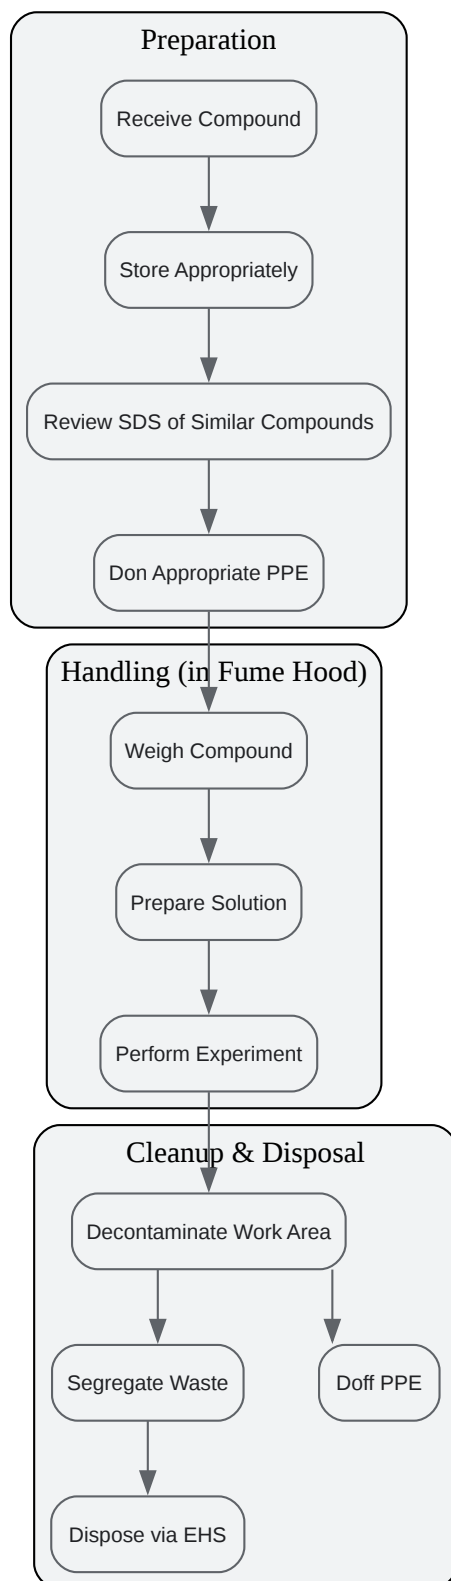 Preparation
Receive Compound
Store Appropriately
Review SDS of Similar Compounds
Don Appropriate PPE
Handling (in Fume Hood)
Weigh Compound
Prepare Solution
Perform Experiment
Cleanup & Disposal
Decontaminate Work Area
Segregate Waste
Doff PPE
Dispose via EHS